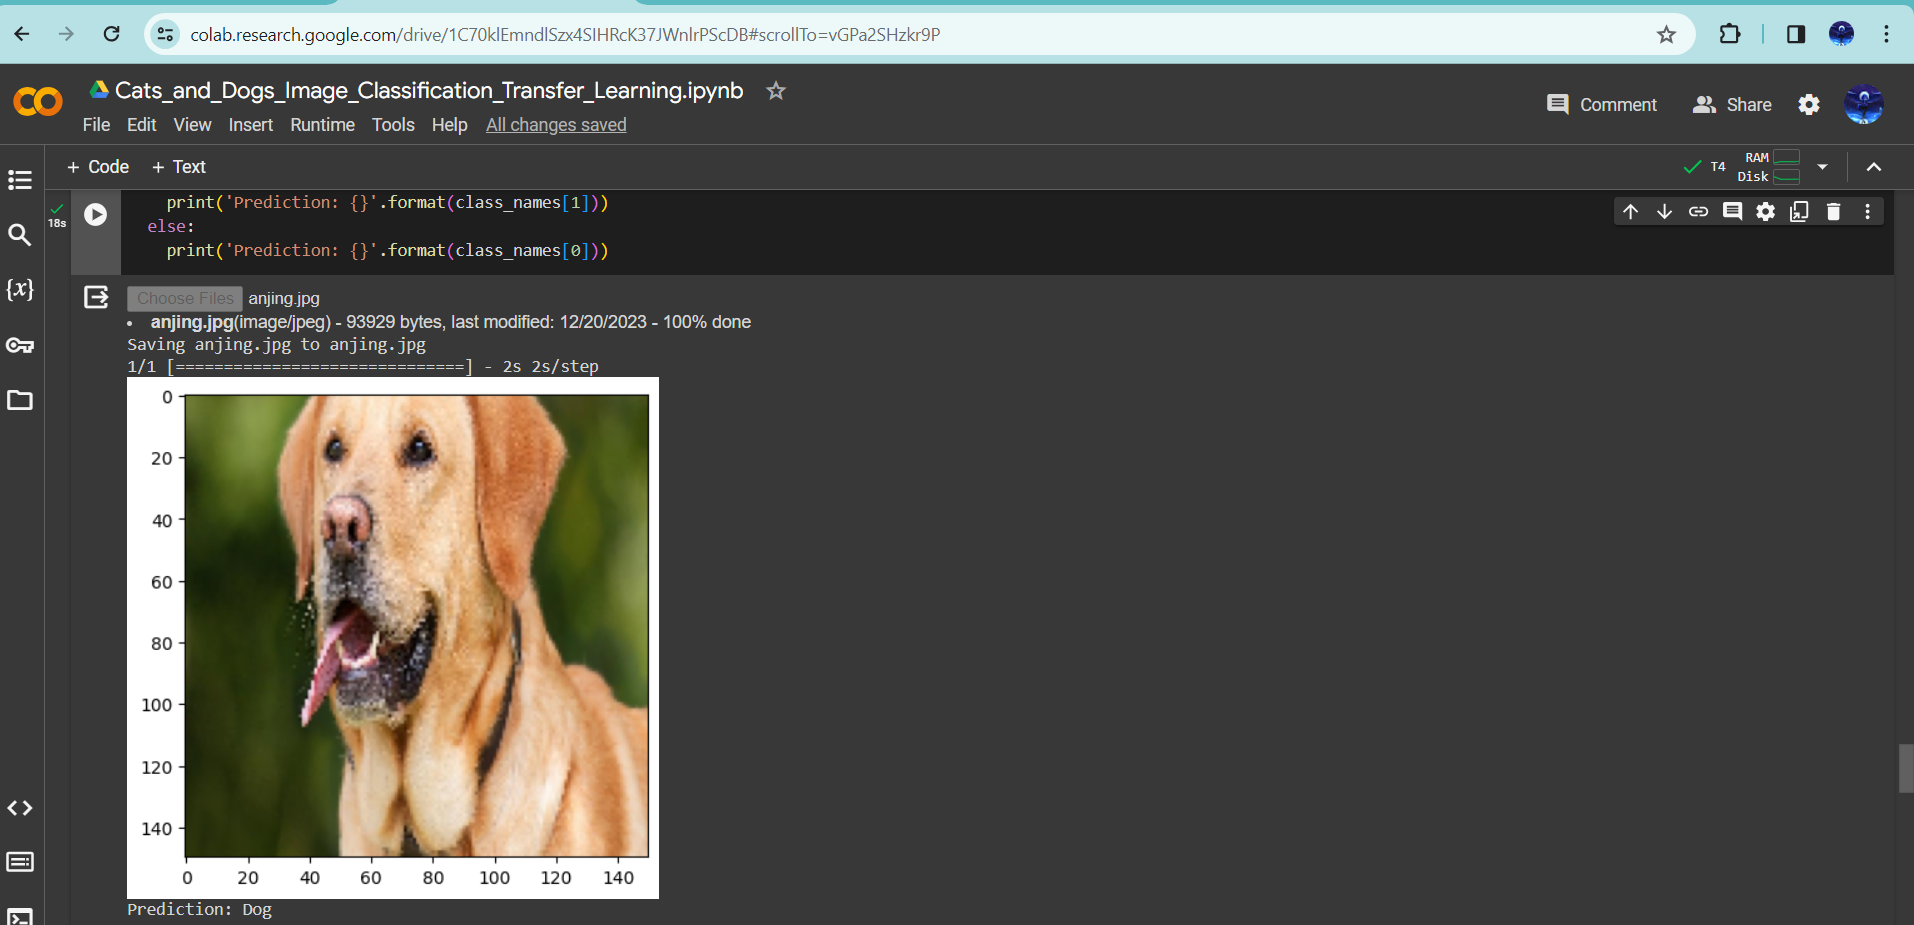 colab.research.google.com/drive/1C70klEmndlSzx4SIHRcK37JWnlrPScDB#scrollTo=vGPa2SHzkr9P
CO Cats_and_Dogs_Image_Classification_Transfer_Learning.ipynb
File Edit View Insert Runtime Tools Help All changes saved
Comment Share
+ Code + Text
T4 RAM
Disk
18s
print('Prediction: {}'.format(class_names[1]))
else:
print('Prediction: {}'.format(class_names[0]))
{x}
Choose Files anjing.jpg
• anjing.jpg(image/jpeg) - 93929 bytes, last modified: 12/20/2023 - 100% done
Saving anjing.jpg to anjing.jpg
1/1 [==============================] - 2s 2s/step
0
20
40
60
80
100
120
140
0 20 40 60 80 100 120 140
Prediction: Dog